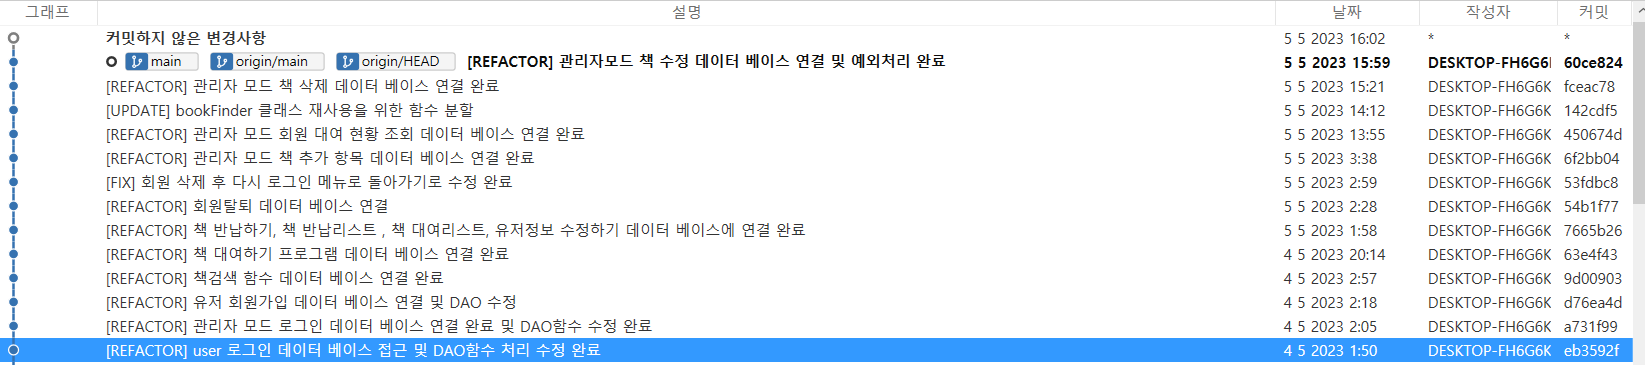 그래프 설명 날짜 작성자 커밋
커밋하지 않은 변경사항 5 5 2023 16:02 * *
main origin/main origin/HEAD [REFACTOR] 관리자모드 책 수정 데이터 베이스 연결 및 예외처리 완료 5 5 2023 15:59 DESKTOP-FH6G6I 60ce824
[REFACTOR] 관리자 모드 책 삭제 데이터 베이스 연결 완료 5 5 2023 15:21 DESKTOP-FH6G6K fceac78
[UPDATE] bookFinder 클래스 재사용을 위한 함수 분할 5 5 2023 14:12 DESKTOP-FH6G6K 142cdf5
[REFACTOR] 관리자 모드 회원 대여 현황 조회 데이터 베이스 연결 완료 5 5 2023 13:55 DESKTOP-FH6G6K 450674d
[REFACTOR] 관리자 모드 책 추가 항목 데이터 베이스 연결 완료 5 5 2023 3:38 DESKTOP-FH6G6K 6f2bb04
[FIX] 회원 삭제 후 다시 로그인 메뉴로 돌아가기로 수정 완료 5 5 2023 2:59 DESKTOP-FH6G6K 53fdbc8
[REFACTOR] 회원탈퇴 데이터 베이스 연결 5 5 2023 2:28 DESKTOP-FH6G6K 54b1f77
[REFACTOR] 책 반납하기, 책 반납리스트 , 책 대여리스트, 유저정보 수정하기 데이터 베이스에 연결 완료 5 5 2023 1:58 DESKTOP-FH6G6K 7665b26
[REFACTOR] 책 대여하기 프로그램 데이터 베이스 연결 완료 4 5 2023 20:14 DESKTOP-FH6G6K 63e4f43
[REFACTOR] 책검색 함수 데이터 베이스 연결 완료 4 5 2023 2:57 DESKTOP-FH6G6K 9d00903
[REFACTOR] 유저 회원가입 데이터 베이스 연결 및 DAO 수정 4 5 2023 2:18 DESKTOP-FH6G6K d76ea4d
[REFACTOR] 관리자 모드 로그인 데이터 베이스 연결 완료 및 DAO함수 수정 완료 4 5 2023 2:05 DESKTOP-FH6G6K a731f99
[REFACTOR] user 로그인 데이터 베이스 접근 및 DAO함수 처리 수정 완료 4 5 2023 1:50 DESKTOP-FH6G6K eb3592f